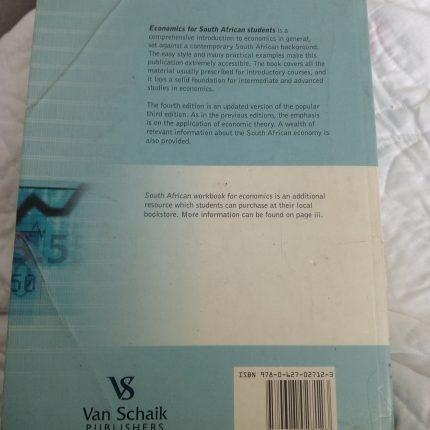 Economics for South African students is a
comprehensive introduction to economics in general,
set against a contemporary South African background.
The easy style and many practical examples make this
publication extremely accessible. The book covers all the
material usually prescribed for introductory courses, and
it lays a solid foundation for intermediate and advanced
studies in economics.
The fourth edition is an updated version of the popular
third edition. As in the previous editions, the emphasis
is on the application of economic theory. A wealth of
relevant information about the South African economy is
also provided.
South African workbook for economics is an additional
resource which students can purchase at their local
bookstore. More information can be found on page iii.
55
50
ISBN 978-0-627-02712-3
VS
Van Schaik
PUBLISHERS